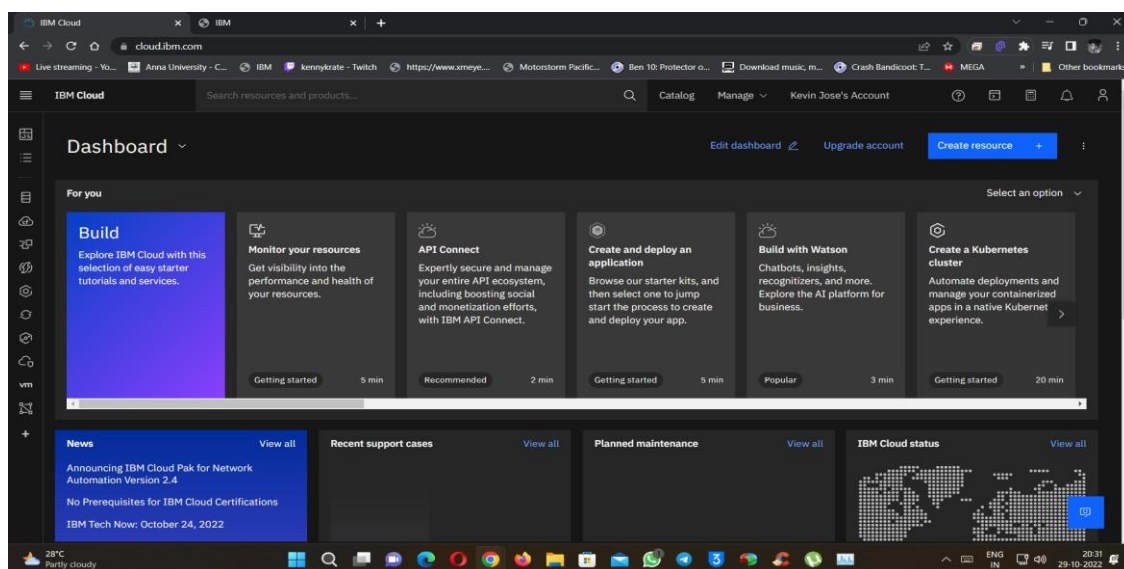 IBM Cloud
IBM
cloud.ibm.com
Live streaming - Yo...
Anna University - C...
IBM
kennykrate - Twitch
https://www.xmeye....
Motorstorm Pacific...
Ben 10: Protector o...
Download music, m...
Crash Bandicoot: T...
MEGA
Other bookmarks
IBM Cloud
Search resources and products...
Catalog
Manage
Kevin Jose's Account
Dashboard
Edit dashboard
Upgrade account
Create resource +
For you
Select an option
Build
Explore IBM Cloud with this
selection of easy starter
tutorials and services.
Monitor your resources
Get visibility into the
performance and health of
your resources.
Getting started 5 min
API Connect
Expertly secure and manage
your entire API ecosystem,
including boosting social
and monetization efforts,
with IBM API Connect.
Recommended 2 min
Create and deploy an
application
Browse our starter kits, and
then select one to jump
start the process to create
and deploy your app.
Getting started 5 min
Build with Watson
Chatbots, insights,
recognizers, and more.
Explore the AI platform for
business.
Popular 3 min
Create a Kubernetes
cluster
Automate deployments and
manage your containerized
apps in a native Kubernet
experience.
Getting started 20 min
vm
News View all
Announcing IBM Cloud Pak for Network
Automation Version 2.4
No Prerequisites for IBM Cloud Certifications
IBM Tech Now: October 24, 2022
Recent support cases View all
Planned maintenance View all
IBM Cloud status View all
28°C
Partly cloudy
ENG
IN
20:31
29-10-2022